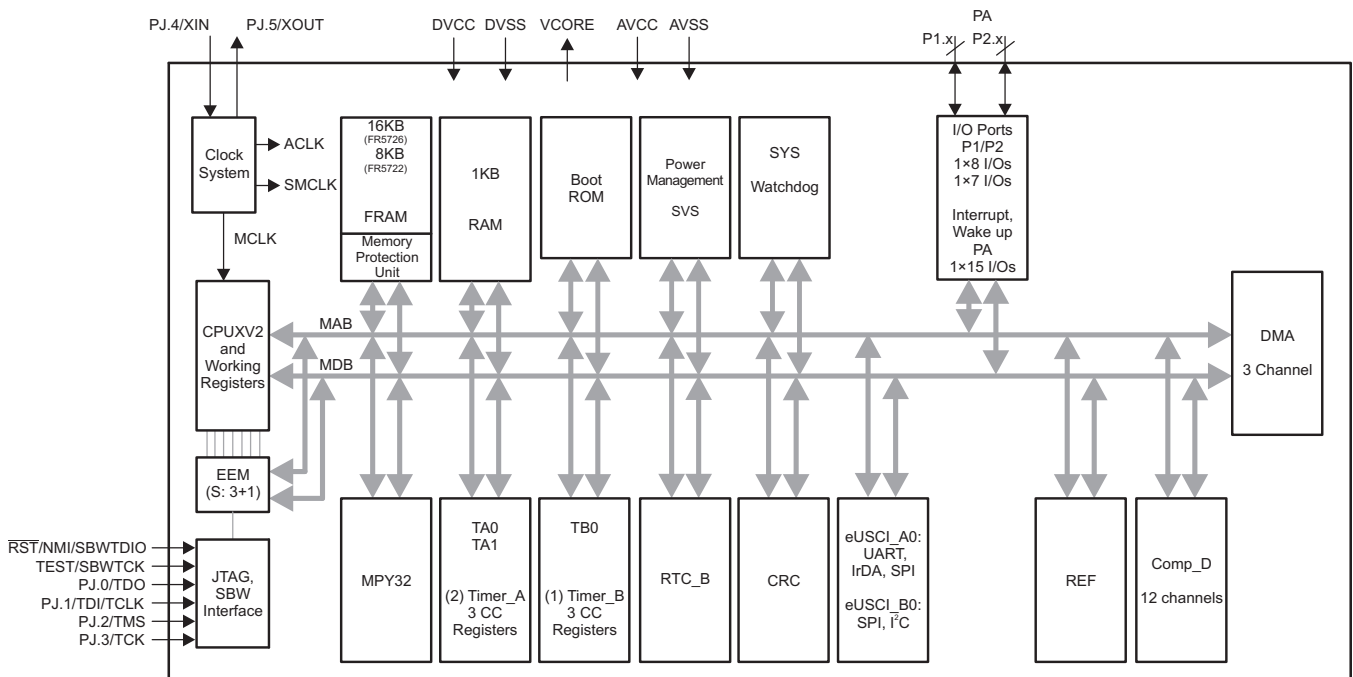 PJ.4/XIN
PJ.5/XOUT
DVCC
DVSS
VCORE
AVCC
AVSS
PA
P1.x
P2.x
Clock
System
ACLK
SMCLK
MCLK
16KB
(FR5726)
8KB
(FR5722)
FRAM
Memory
Protection
Unit
1KB
RAM
Boot
ROM
Power
Management
SVS
SYS
Watchdog
I/O Ports
P1/P2
1×8 I/Os
1×7 I/Os
Interrupt,
Wake up
PA
1×15 I/Os
CPUXV2
and
Working
Registers
MAB
MDB
DMA
3 Channel
EEM
(S: 3+1)
RST/NMI/SBWTDIO
TEST/SBWTCK
PJ.0/TDO
PJ.1/TDI/TCLK
PJ.2/TMS
PJ.3/TCK
JTAG,
SBW
Interface
MPY32
TA0
TA1
(2) Timer_A
3 CC
Registers
TB0
(1) Timer_B
3 CC
Registers
RTC_B
CRC
eUSCI_A0:
UART,
IrDA, SPI
eUSCI_B0:
SPI, I²C
REF
Comp_D
12 channels